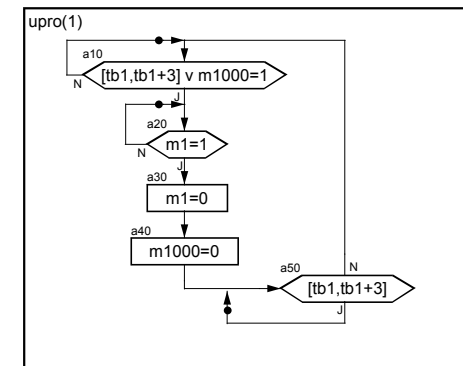 upro(1)
a10
[tb1,tb1+3] v m1000=1
N
J
a20
m1=1
N
J
a30
m1=0
a40
m1000=0
a50
N
[tb1,tb1+3]
J